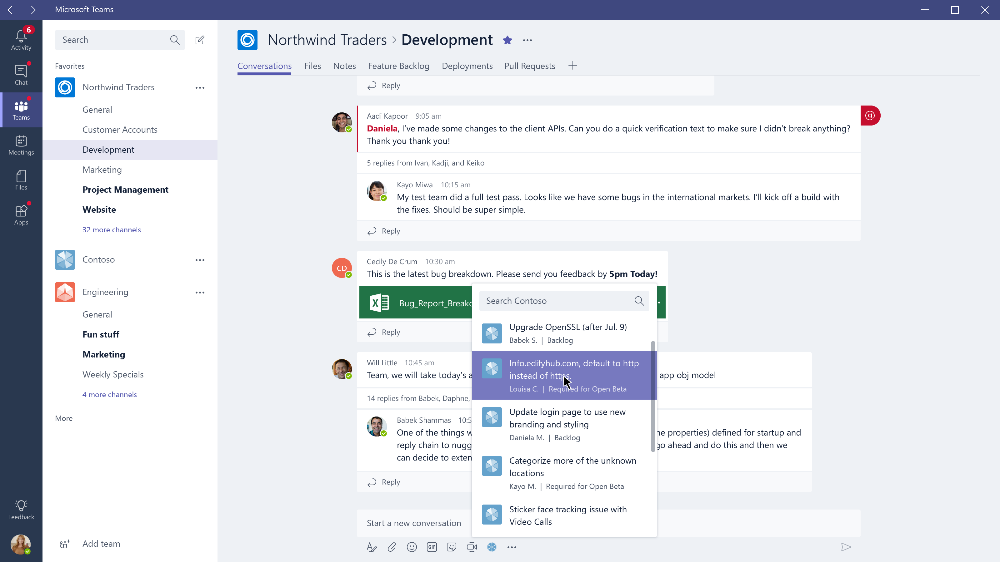 Microsoft Teams
6
Activity
Chat
Teams
Meetings
Files
Apps
Feedback
Search
Favorites
Northwind Traders
General
Customer Accounts
Development
Marketing
Project Management
Website
32 more channels
Contoso
Engineering
General
Fun stuff
Marketing
Weekly Specials
4 more channels
More
Add team
Northwind Traders > Development
Conversations Files Notes Feature Backlog Deployments Pull Requests
Reply
Aadi Kapoor 9:05 am
@
Daniela, I’ve made some changes to the client APIs. Can you do a quick verification text to make sure I didn’t break anything?
Thank you thank you!
5 replies from Ivan, Kadji, and Keiko
Kayo Miwa 10:15 am
My test team did a full test pass. Looks like we have some bugs in the international markets. I’ll kick off a build with
the fixes. Should be super simple.
Reply
CD
Cecily De Crum 10:30 am
This is the latest bug breakdown. Please send you feedback by 5pm Today!
Bug_Report_Breakd
Reply
Will Little 10:45 am
Team, we will take today’s a app obj model
14 replies from Babek, Daphne,
Babek Shammas 10:5
One of the things w he properties) defined for startup and
reply chain to nugg go ahead and do this and then we
can decide to exten
Reply
Search Contoso
Upgrade OpenSSL (after Jul. 9)
Babek S. | Backlog
Info.edifyhub.com, default to http
instead of https.
Louisa C. | Required for Open Beta
Update login page to use new
branding and styling
Daniela M. | Backlog
Categorize more of the unknown
locations
Kayo M. | Required for Open Beta
Sticker face tracking issue with
Video Calls
Start a new conversation
GIF